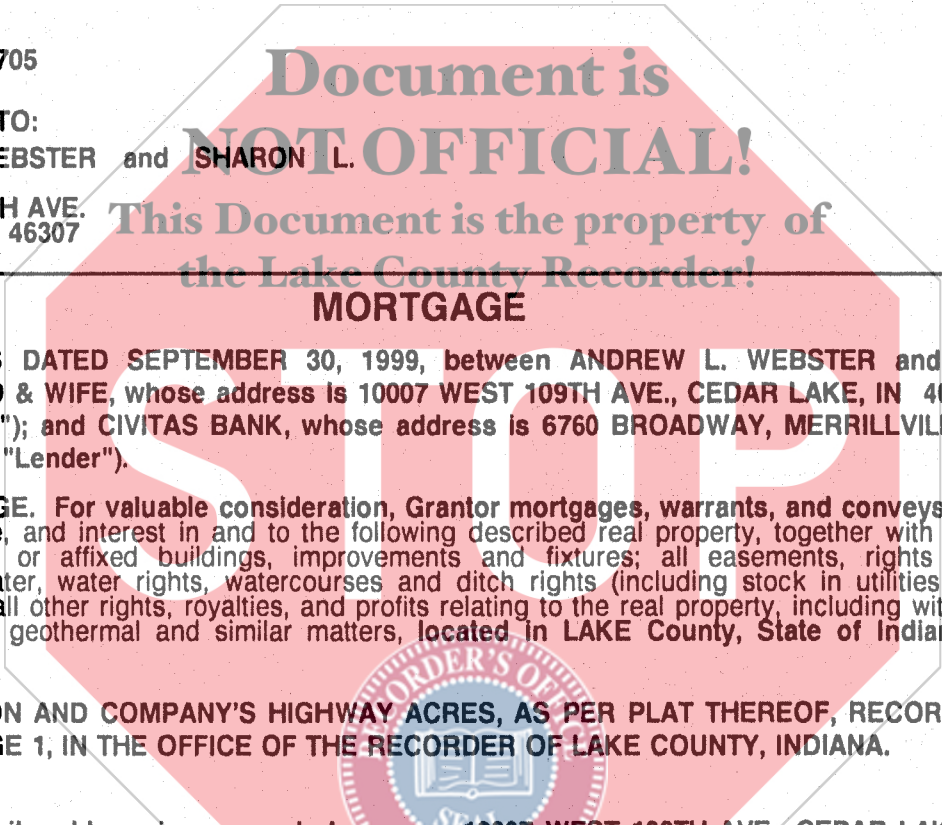 705
Document is
TO:
EBSTER and SHARON L.
NOT OFFICIAL!
H AVE.
46307
This Document is the property of
the Lake County Recorder!
MORTGAGE
DATED SEPTEMBER 30, 1999, between ANDREW L. WEBSTER and
& WIFE, whose address is 10007 WEST 109TH AVE., CEDAR LAKE, IN
"); and CIVITAS BANK, whose address is 6760 BROADWAY, MERRILLVIL
"Lender").
GE. For valuable consideration, Grantor mortgages, warrants, and conveys
, and interest in and to the following described real property, together with
or affixed buildings, improvements and fixtures; all easements, rights
ter, water rights, watercourses and ditch rights (including stock in utilities
all other rights, royalties, and profits relating to the real property, including wit
geothermal and similar matters, located in LAKE County, State of Indian
STOP
ON AND COMPANY'S HIGHWAY ACRES, AS PER PLAT THEREOF, RECOR
GE 1, IN THE OFFICE OF THE RECORDER OF LAKE COUNTY, INDIANA.
RECORDER'S OFFICE
SEAL